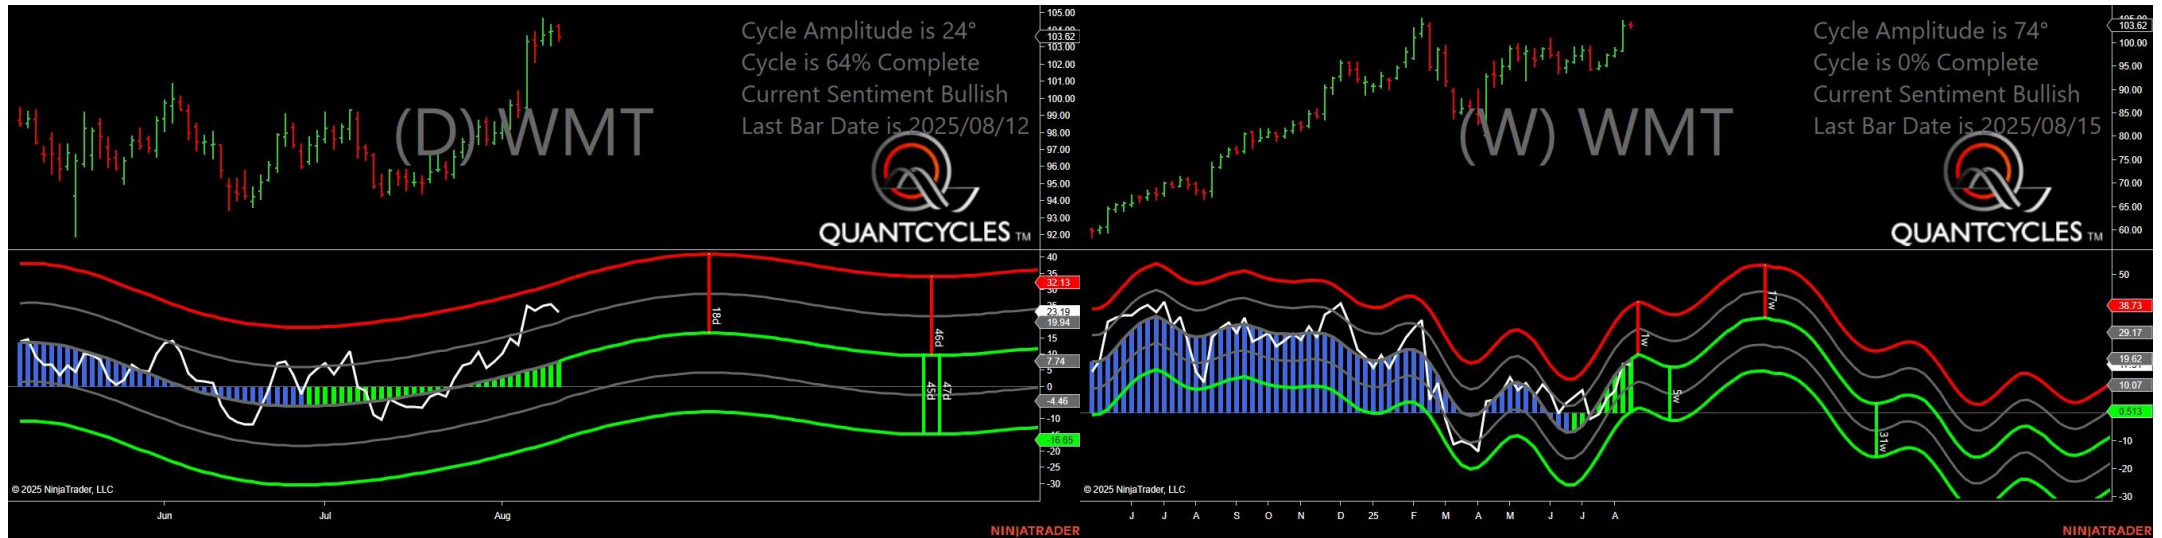 Cycle Amplitude is 24°
Cycle is 64% Complete
Current Sentiment Bullish
Last Bar Date is 2025/08/12
(D) WMT
QUANTCYCLES TM
105.00
103.62
103.00
102.00
101.00
100.00
99.00
98.00
97.00
96.00
95.00
94.00
93.00
92.00
40
35
32.13
23.19
19.94
15
7.74
5
0
-4.46
-10
-16.65
-20
-25
-30
18d
46d
45d
47d
© 2025 NinjaTrader, LLC
Jun
Jul
Aug
NINJATRADER
Cycle Amplitude is 74°
Cycle is 0% Complete
Current Sentiment Bullish
Last Bar Date is 2025/08/15
(W) WMT
QUANTCYCLES TM
103.62
100.00
95.00
90.00
85.00
80.00
75.00
70.00
65.00
60.00
50
38.73
29.17
19.62
10.07
0.513
-10
-20
-30
1w
5w
17w
31w
© 2025 NinjaTrader, LLC
J J A S O N D 25 F M A M J J A
NINJATRADER